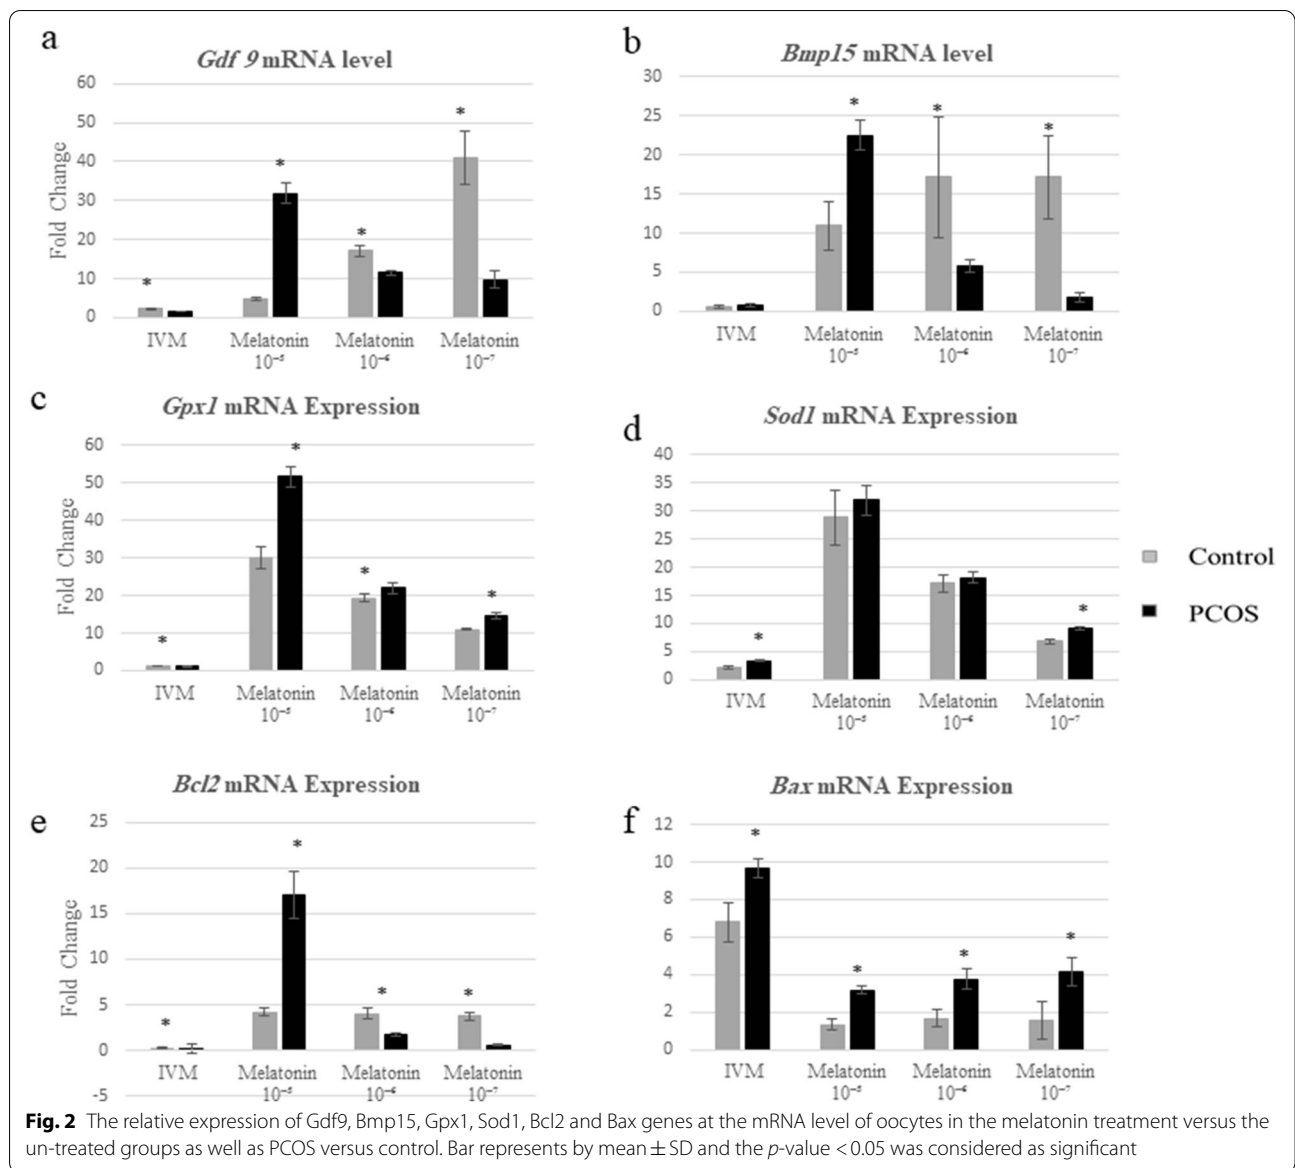 a
Gdf 9 mRNA level
60
50
40
30
20
10
0
Fold Change
*
*
*
*
IVM
Melatonin
10⁻⁵
Melatonin
10⁻⁶
Melatonin
10⁻⁷
b
Bmp15 mRNA level
30
25
20
15
10
5
0
*
*
*
IVM
Melatonin
10⁻⁵
Melatonin
10⁻⁶
Melatonin
10⁻⁷
c
Gpx1 mRNA Expression
60
50
40
30
20
10
0
Fold Change
*
*
*
*
IVM
Melatonin
10⁻⁵
Melatonin
10⁻⁶
Melatonin
10⁻⁷
d
Sod1 mRNA Expression
40
35
30
25
20
15
10
5
0
*
*
IVM
Melatonin
10⁻⁵
Melatonin
10⁻⁶
Melatonin
10⁻⁷
Control
PCOS
e
Bcl2 mRNA Expression
25
20
15
10
5
0
-5
Fold Change
*
*
*
*
IVM
Melatonin
10⁻⁵
Melatonin
10⁻⁶
Melatonin
10⁻⁷
f
Bax mRNA Expression
12
10
8
6
4
2
0
*
*
*
*
IVM
Melatonin
10⁻⁵
Melatonin
10⁻⁶
Melatonin
10⁻⁷
Fig. 2 The relative expression of Gdf9, Bmp15, Gpx1, Sod1, Bcl2 and Bax genes at the mRNA level of oocytes in the melatonin treatment versus the
un-treated groups as well as PCOS versus control. Bar represents by mean ± SD and the p-value < 0.05 was considered as significant